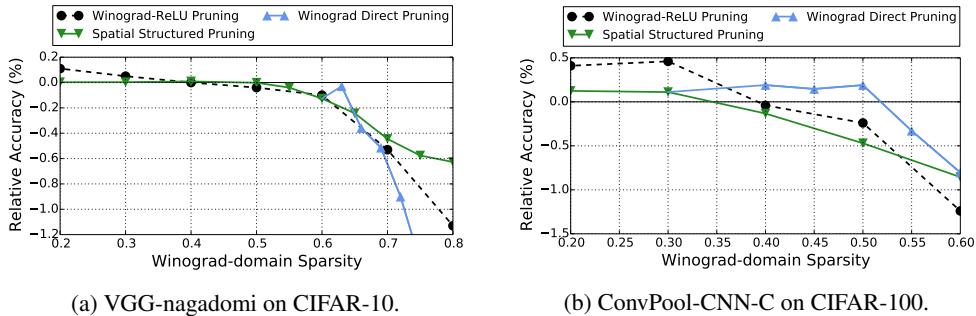 Winograd-ReLU Pruning
Winograd Direct Pruning
Spatial Structured Pruning
Relative Accuracy (%)
0.2
0.0
−0.2
−0.4
−0.6
−0.8
−1.0
−1.2
0.2 0.3 0.4 0.5 0.6 0.7 0.8
Winograd-domain Sparsity
(a) VGG-nagadomi on CIFAR-10.
Winograd-ReLU Pruning
Winograd Direct Pruning
Spatial Structured Pruning
Relative Accuracy (%)
0.5
0.0
−0.5
−1.0
−1.5
0.20 0.25 0.30 0.35 0.40 0.45 0.50 0.55 0.60
Winograd-domain Sparsity
(b) ConvPool-CNN-C on CIFAR-100.